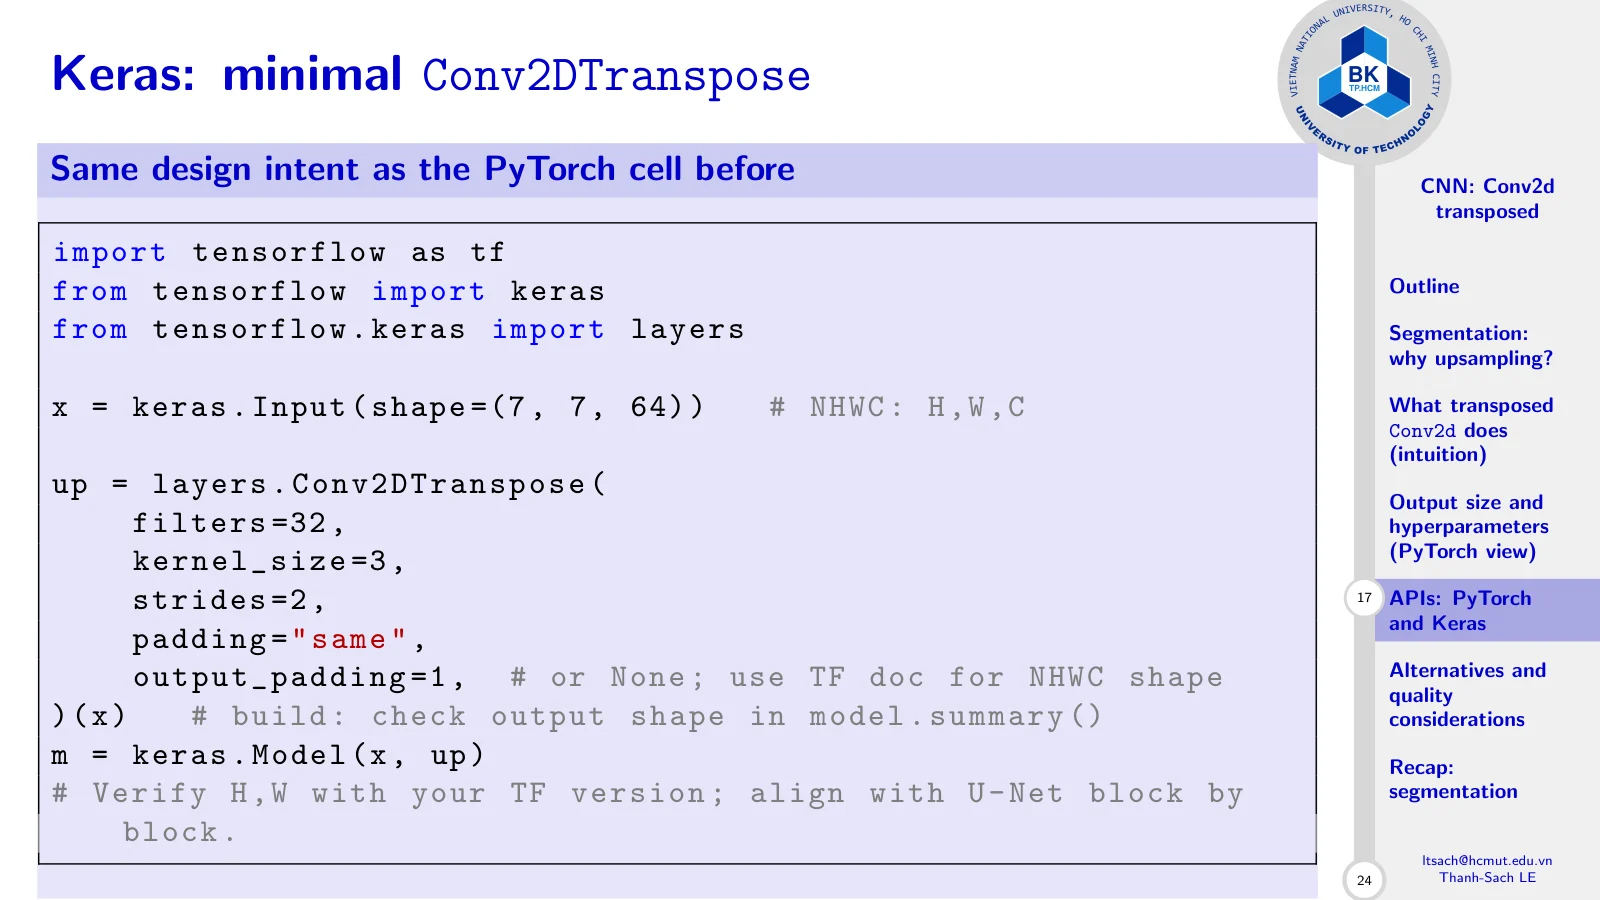 Keras: minimal Conv2DTranspose
Same design intent as the PyTorch cell before
import tensorflow as tf
from tensorflow import keras
from tensorflow.keras import layers
x = keras.Input(shape=(7, 7, 64))   # NHWC: H,W,C
up = layers.Conv2DTranspose(
    filters=32,
    kernel_size=3,
    strides=2,
    padding="same",
    output_padding=1,  # or None; use TF doc for NHWC shape
)(x)   # build: check output shape in model.summary()
m = keras.Model(x, up)
# Verify H,W with your TF version; align with U-Net block by
    block.
VIETNAM NATIONAL UNIVERSITY, HO CHI MINH CITY
BK
TP.HCM
UNIVERSITY OF TECHNOLOGY
CNN: Conv2d
transposed
Outline
Segmentation:
why upsampling?
What transposed
Conv2d does
(intuition)
Output size and
hyperparameters
(PyTorch view)
17
APIs: PyTorch
and Keras
Alternatives and
quality
considerations
Recap:
segmentation
ltsach@hcmut.edu.vn
Thanh-Sach LE
24